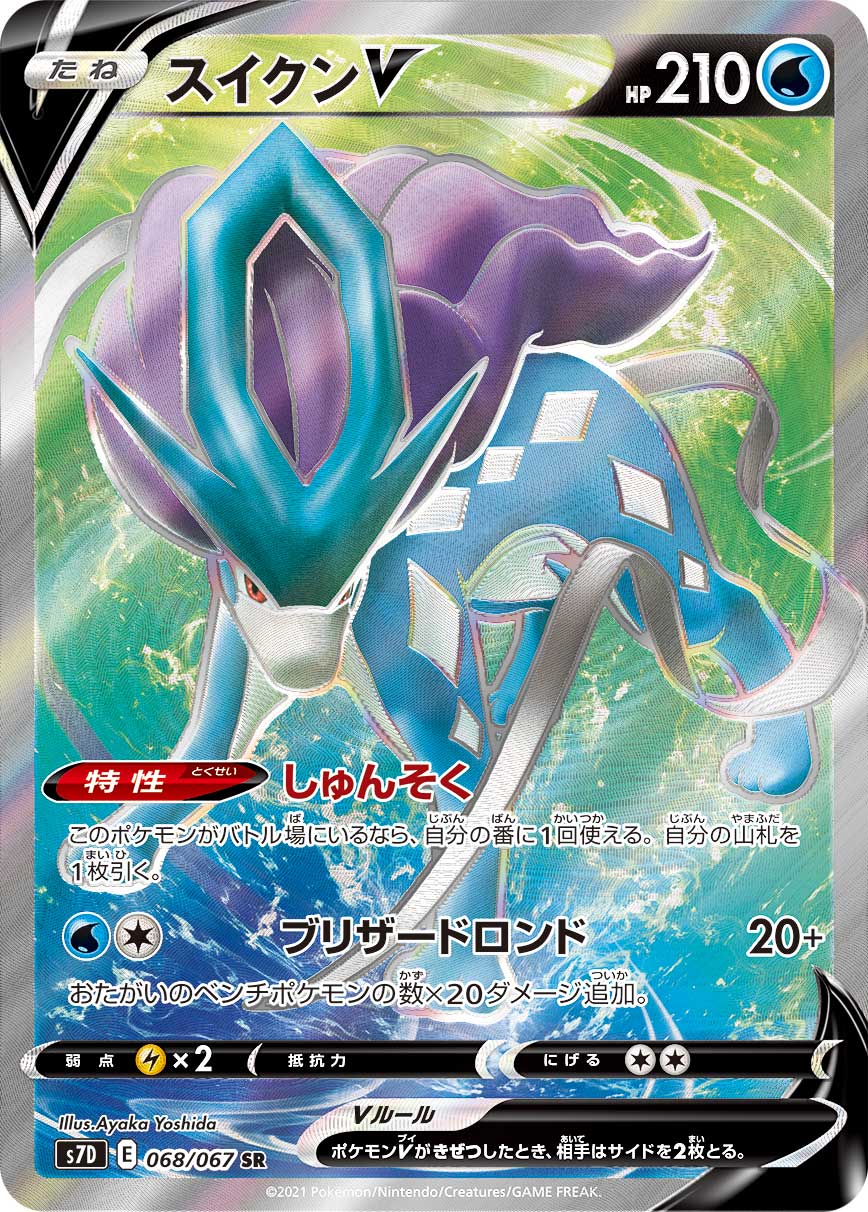 たね スイクンV HP 210
特性 とくせい しゅんそく
このポケモンがバトル場にいるなら、自分の番に1回使える。自分の山札を
1枚引く。
ブリザードロンド 20+
おたがいのベンチポケモンの数×20ダメージ追加。
弱点 ×2 抵抗力 にげる
Illus.Ayaka Yoshida
Vルール
ポケモンVがきぜつしたとき、相手はサイドを2枚とる。
s7D E 068/067 SR
©2021 Pokémon/Nintendo/Creatures/GAME FREAK.